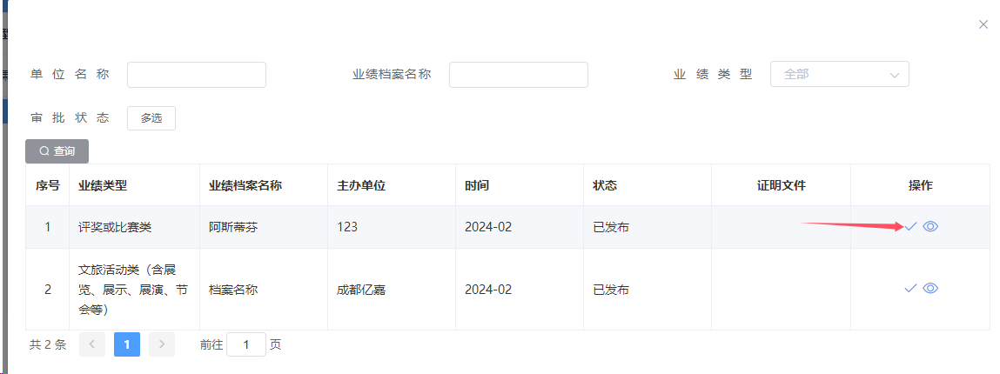 单位名称 业绩档案名称 业绩类型 全部
审批状态 多选
查询
序号 业绩类型 业绩档案名称 主办单位 时间 状态 证明文件 操作
1 评奖或比赛类 阿斯蒂芬 123 2024-02 已发布
文旅活动类（含展
2 览、展示、展演、节 档案名称 成都亿嘉 2024-02 已发布
会等）
共 2 条 1 前往 1 页